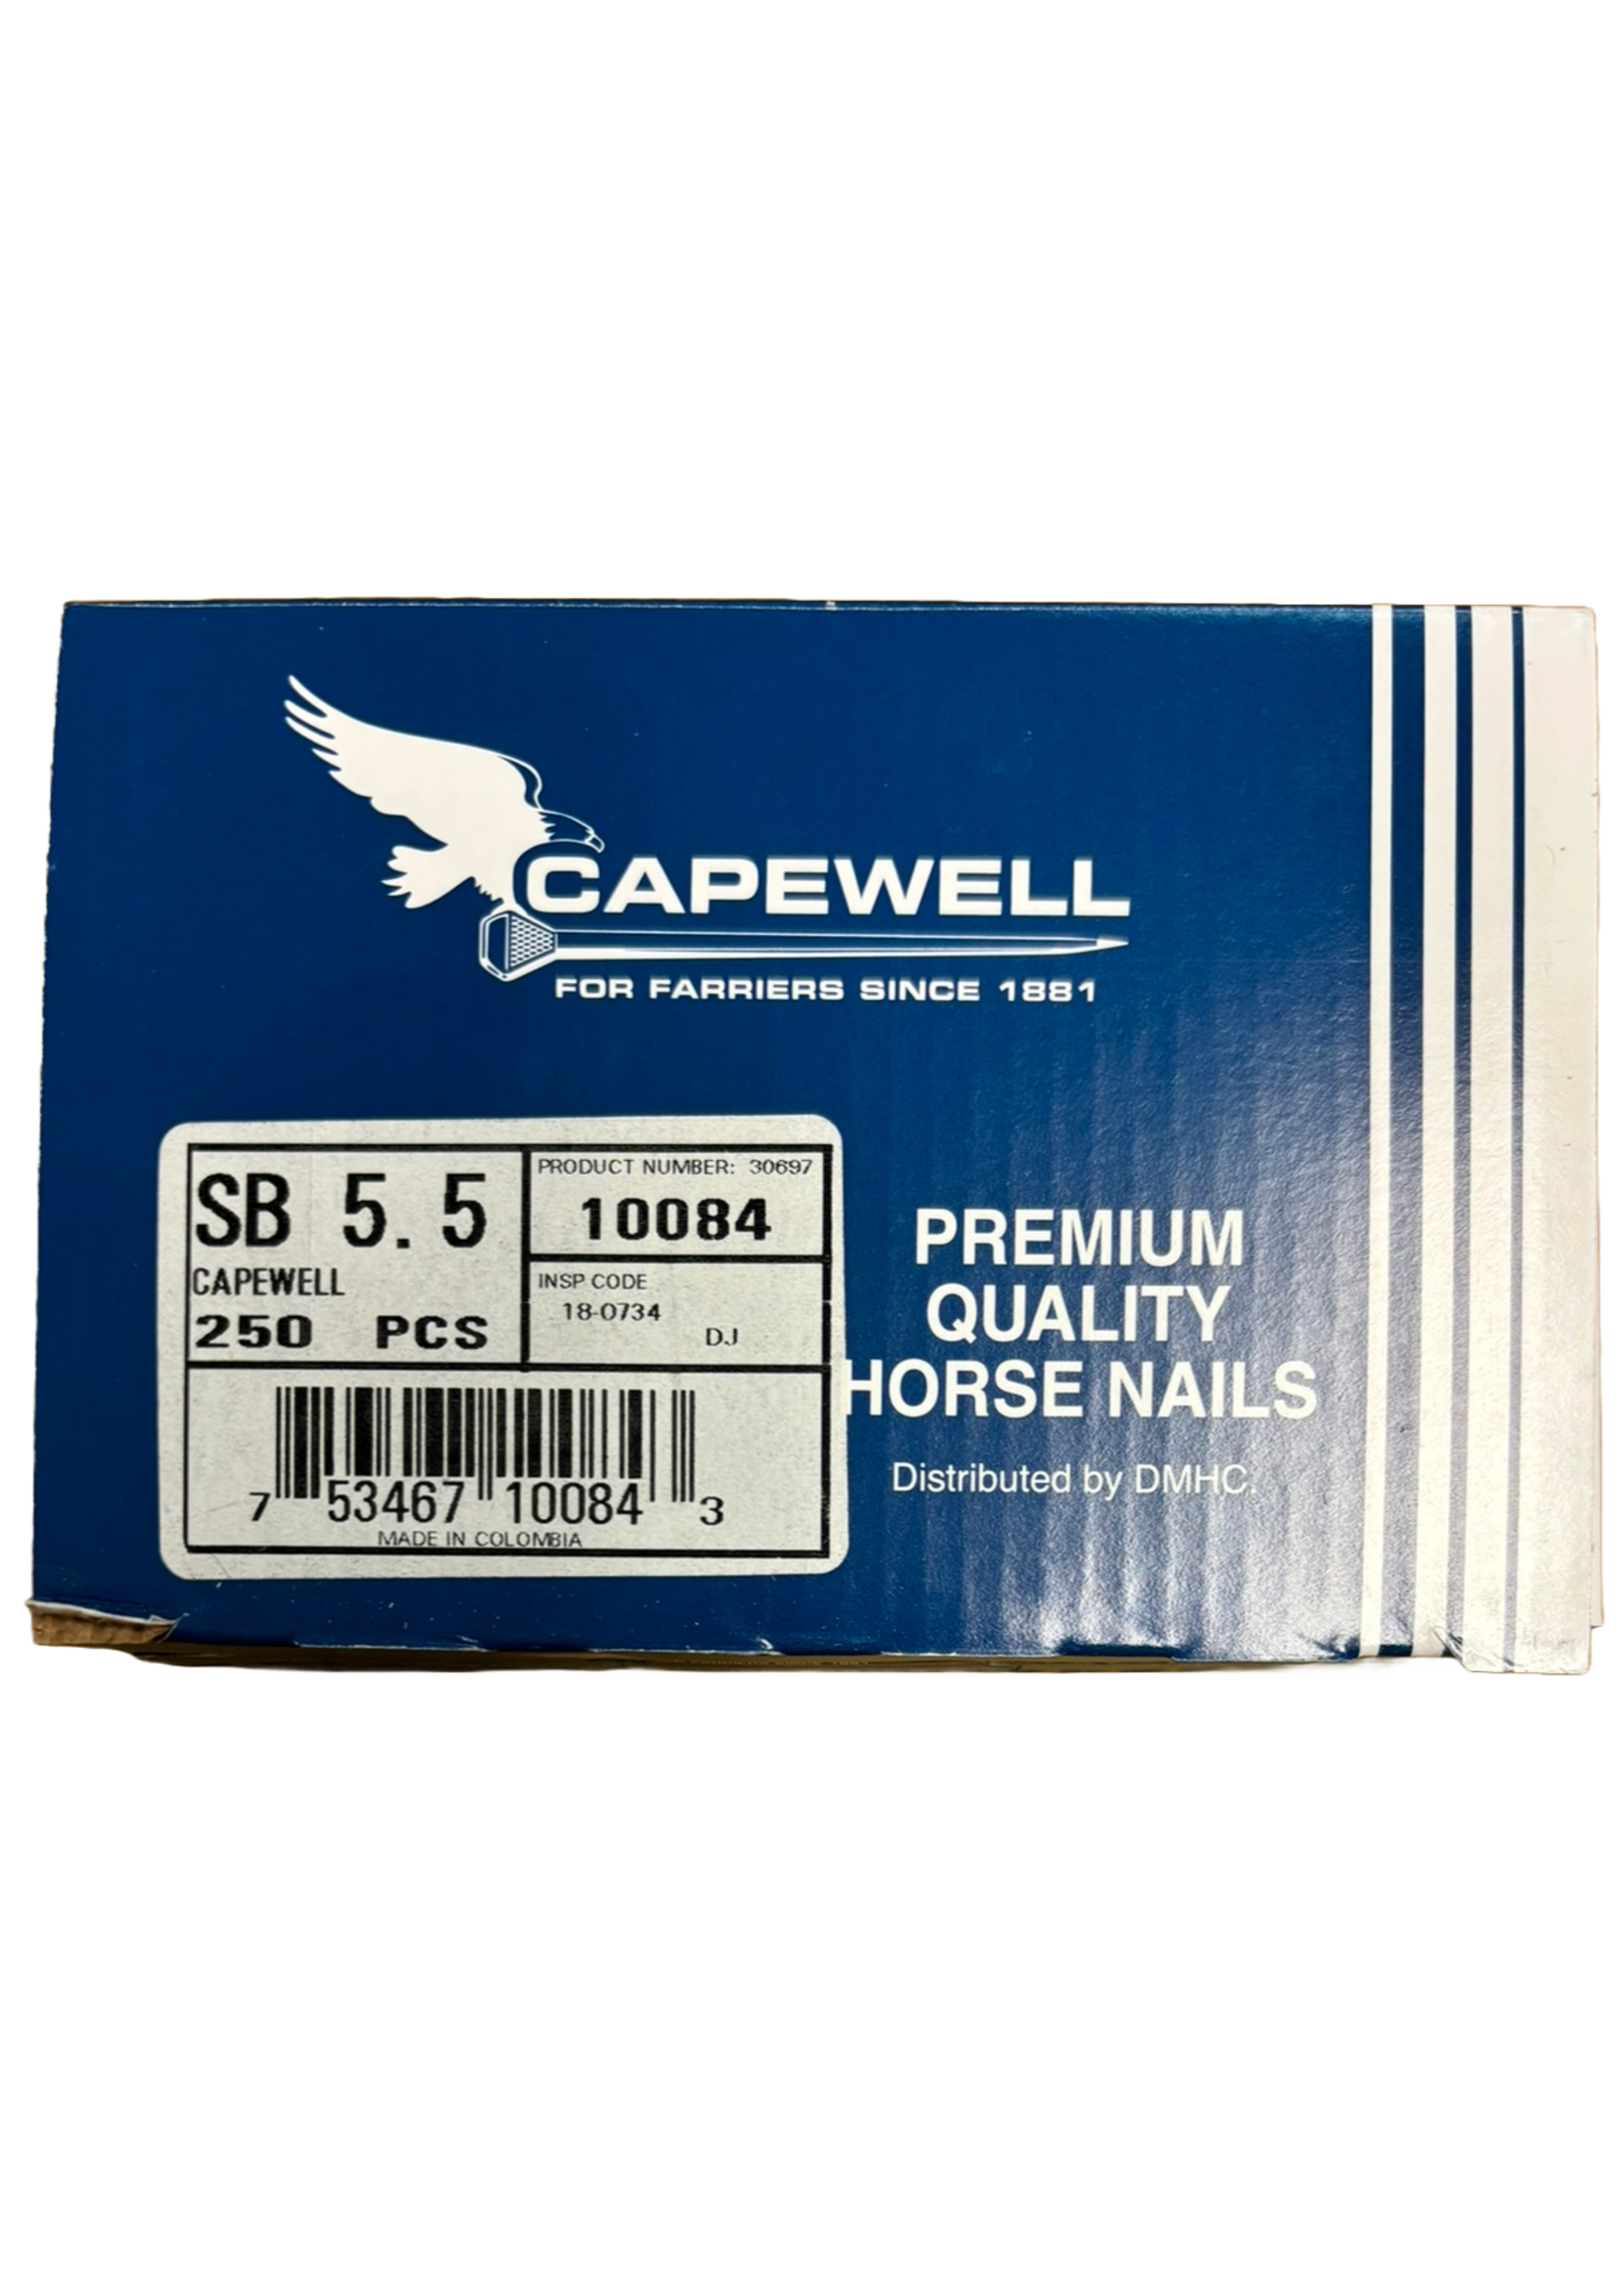 CAPEWELL
FOR FARRIERS SINCE 1881
SB 5.5
CAPEWELL
250 PCS
PRODUCT NUMBER: 30697
10084
INSP CODE
18-0734
DJ
7 53467 10084 3
MADE IN COLOMBIA
PREMIUM
QUALITY
HORSE NAILS
Distributed by DMHC.